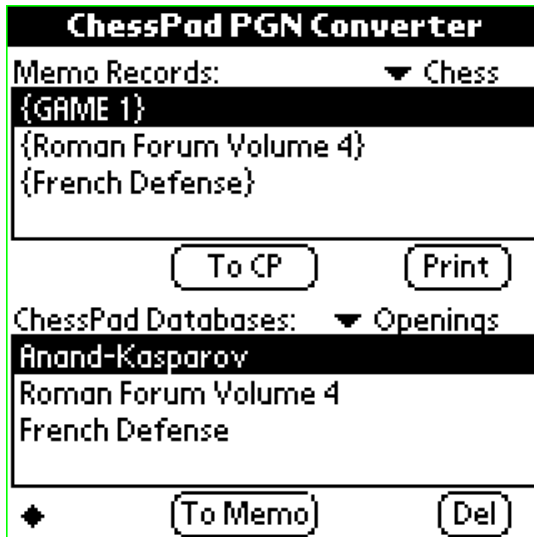 ChessPad PGN Converter
Memo Records: Chess
{GAME 1}
{Roman Forum Volume 4}
{French Defense}
To CP Print
ChessPad Databases: Openings
Anand-Kasparov
Roman Forum Volume 4
French Defense
To Memo Del